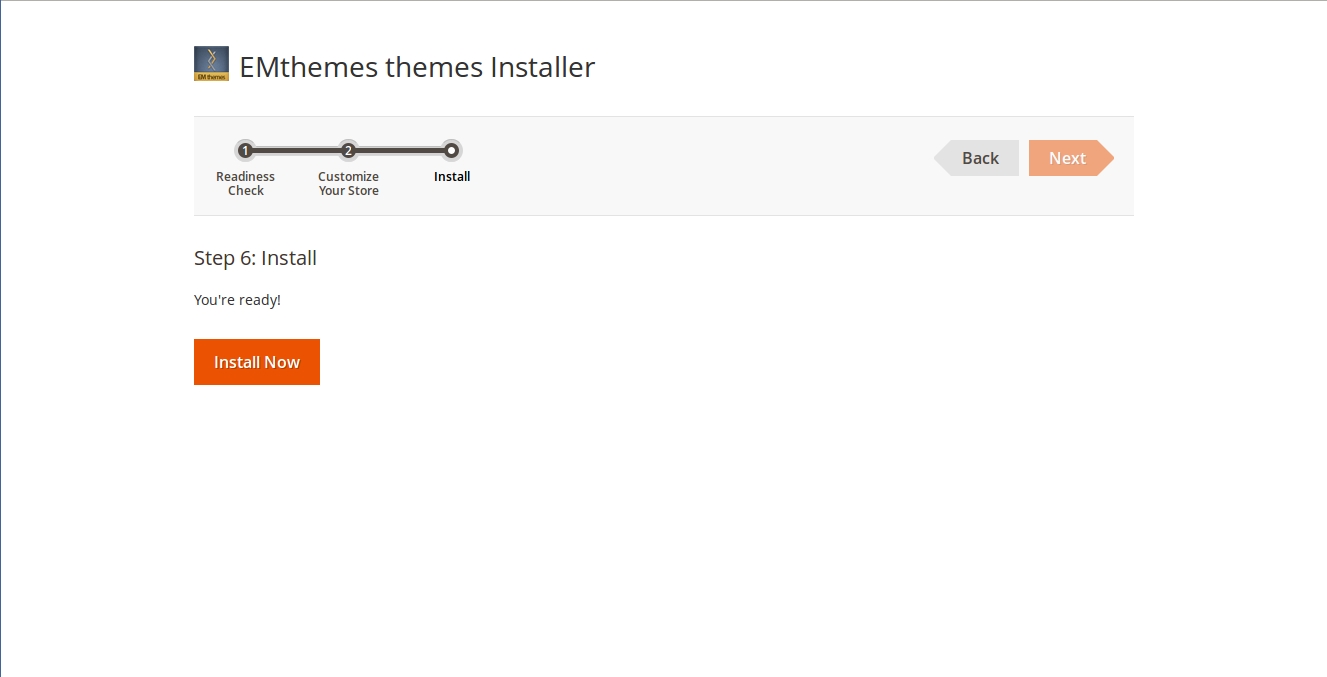 EM themes
EMthemes themes Installer
1
2
Readiness
Check
Customize
Your Store
Install
Back
Next
Step 6: Install
You're ready!
Install Now